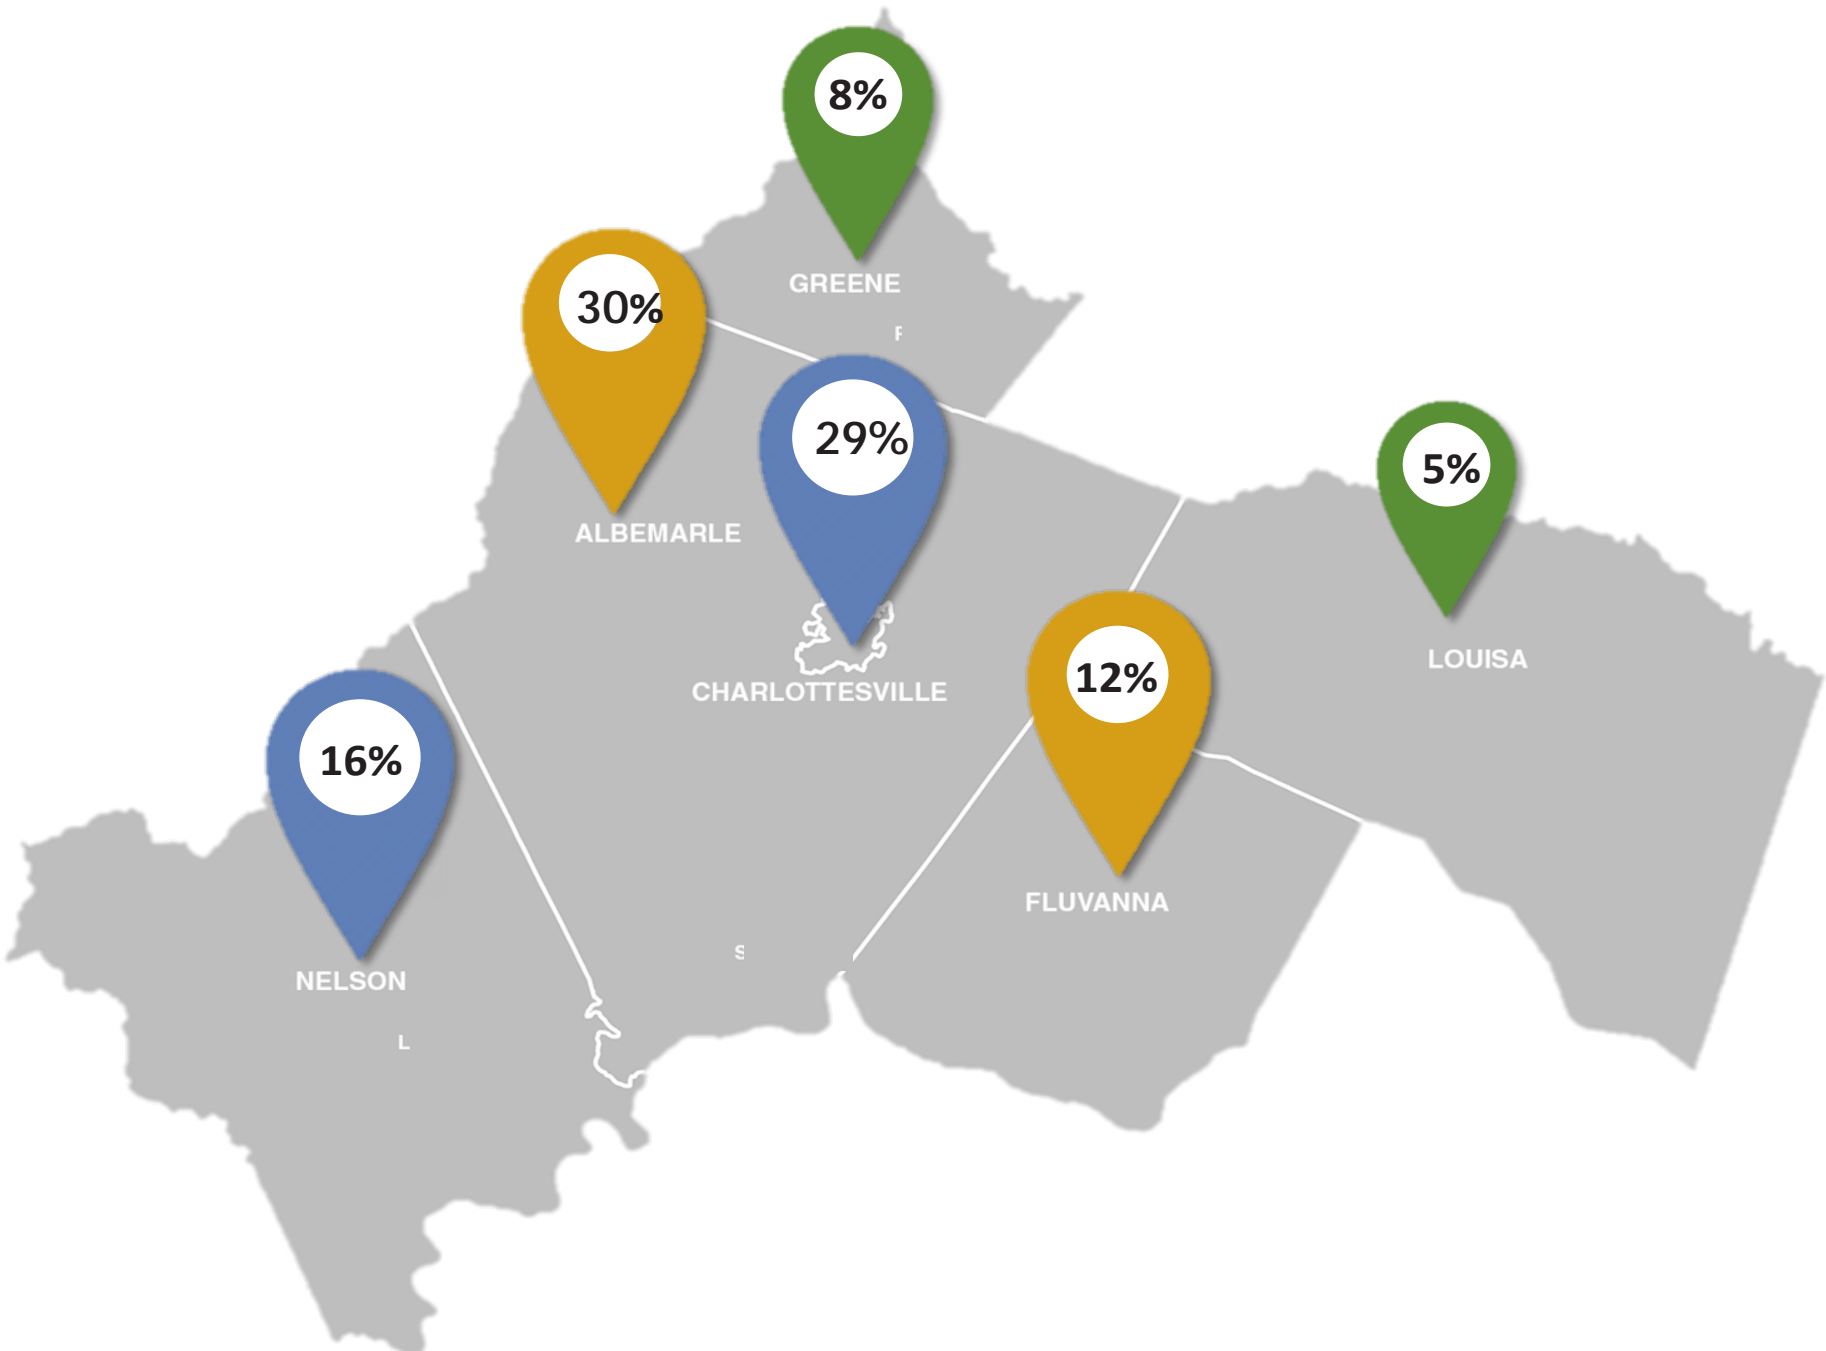 8%
GREENE
F
30%
ALBEMARLE
29%
CHARLOTTESVILLE
5%
LOUISA
12%
FLUVANNA
16%
NELSON
S
L